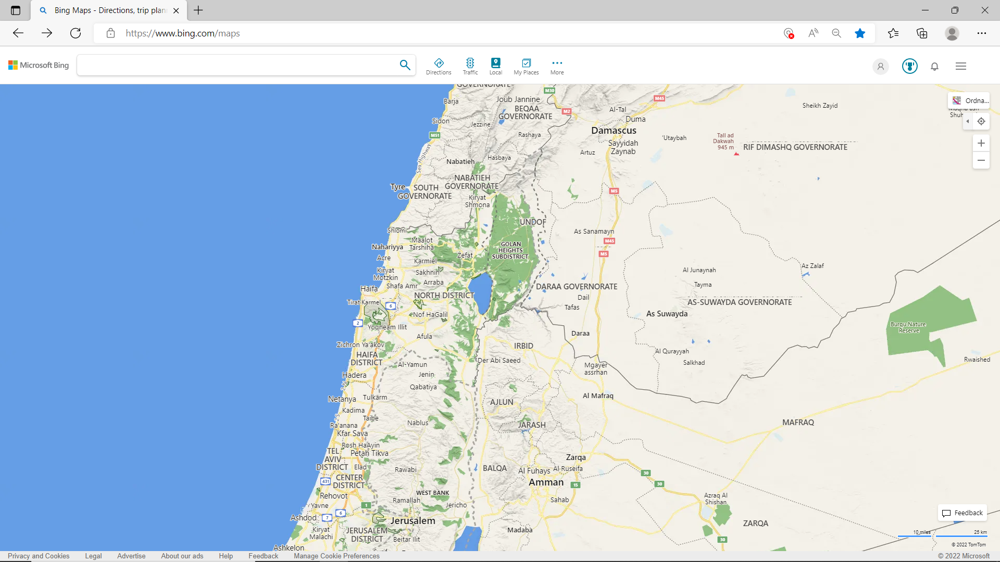 Bing Maps - Directions, trip plan
https://www.bing.com/maps
Microsoft Bing
Directions
Traffic
Local
My Places
More
GOVERNORATE
M30
Barja
Joub Jannine
M45
Al-Tal
Sheikh Zayid
Ordna...
BEQAA
GOVERNORATE
M2
Shuh
Sidon
Jezzine
Duma
Damascus
M51
Rashaya
'Utaybah
Tall ad
Dakwah
945 m
Sayyidah
Zaynab
RIF DIMASHQ GOVERNORATE
Artuz
Hasbaya
Sea Highway
Nabatieh
NABATIEH
GOVERNORATE
Tyre
SOUTH
GOVERNORATE
M5
Kiryat
Shmona
UNDOF
Shlomi
As Sanamayn
M45
Maalot
Tarshiha
Nahariyya
GOLAN
HEIGHTS
SUBDISTRICT
M5
Acre
Zefat
Karmiel
Kiryat
Motzkin
Sakhnin
Al Junaynah
Az Zalaf
Haifa
Shafa Amr
Arraba
DARAA GOVERNORATE
Tayma
NORTH DISTRICT
Dail
Tirat Karmel
6
AS-SUWAYDA GOVERNORATE
Tafas
Nof HaGalil
As Suwayda
2
Yoqneam Illit
Burqu Nature
Reserve
Afula
Daraa
Zichron Ya'akov
IRBID
Al Qurayyah
HAIFA
DISTRICT
Der Abi Saeed
Salkhad
Rwaished
Al-Yamun
Mgayer
assrhan
Hadera
Jenin
2 N
Qabatiya
Al Mafraq
Netanya
Tulkarm
AJLUN
Kadima
2 S
Taibe
Ra'anana
Nablus
JARASH
MAFRAQ
Kfar Sava
Rosh HaAyin
Petah Tikva
TEL
AVIV
DISTRICT
Zarqa
Elad
Rawabi
BALQA
Al Fuhays
Al Ruseifa
30
CENTER
DISTRICT
431
Amman
15
30
Rehovot
WEST BANK
Azraq Al
Shishan
Yavne
1
Ramallah
Jericho
Sahab
Ashdod
7
6
Jerusalem
Feedback
ZARQA
Kiryat
Malachi
JERUSALEM
DISTRICT
Beitar Ilit
Madaba
10 miles
25 km
30
© 2022 TomTom
Ashkelon
Privacy and Cookies
Legal
Advertise
About our ads
Help
Feedback
Manage Cookie Preferences
© 2022 Microsoft